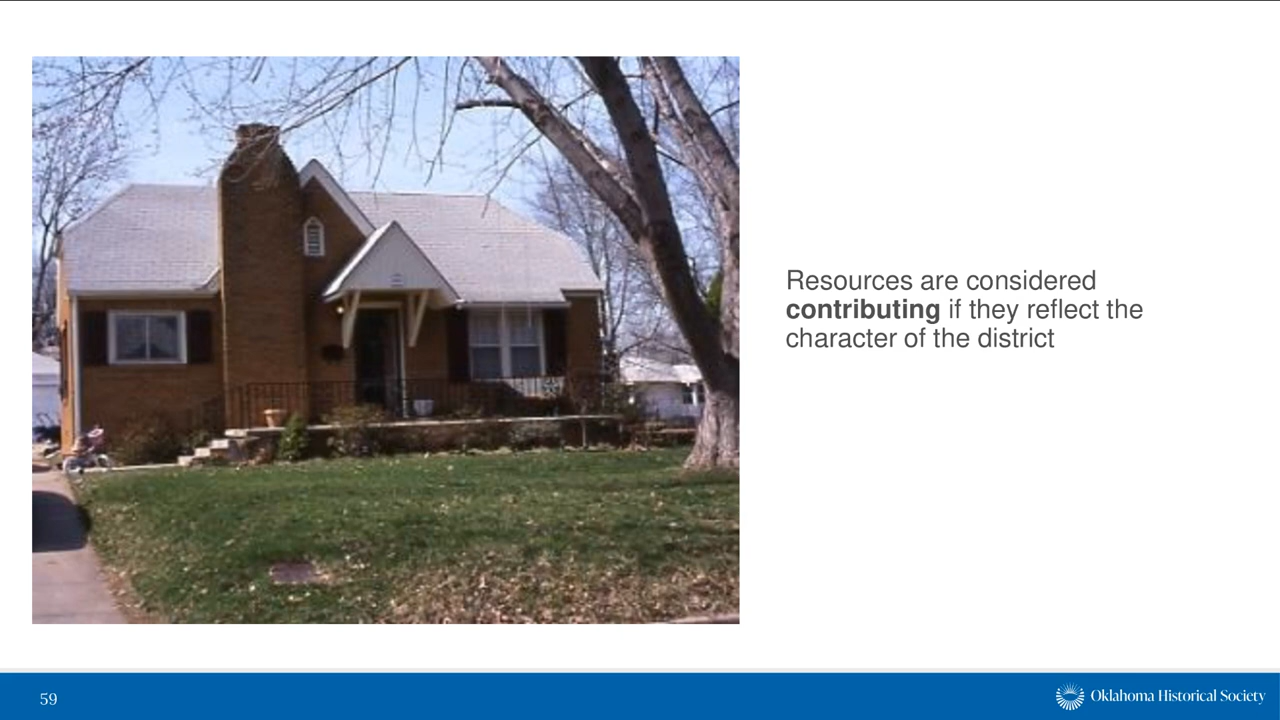 Resources are considered
contributing if they reflect the
character of the district
59
Oklahoma Historical Society